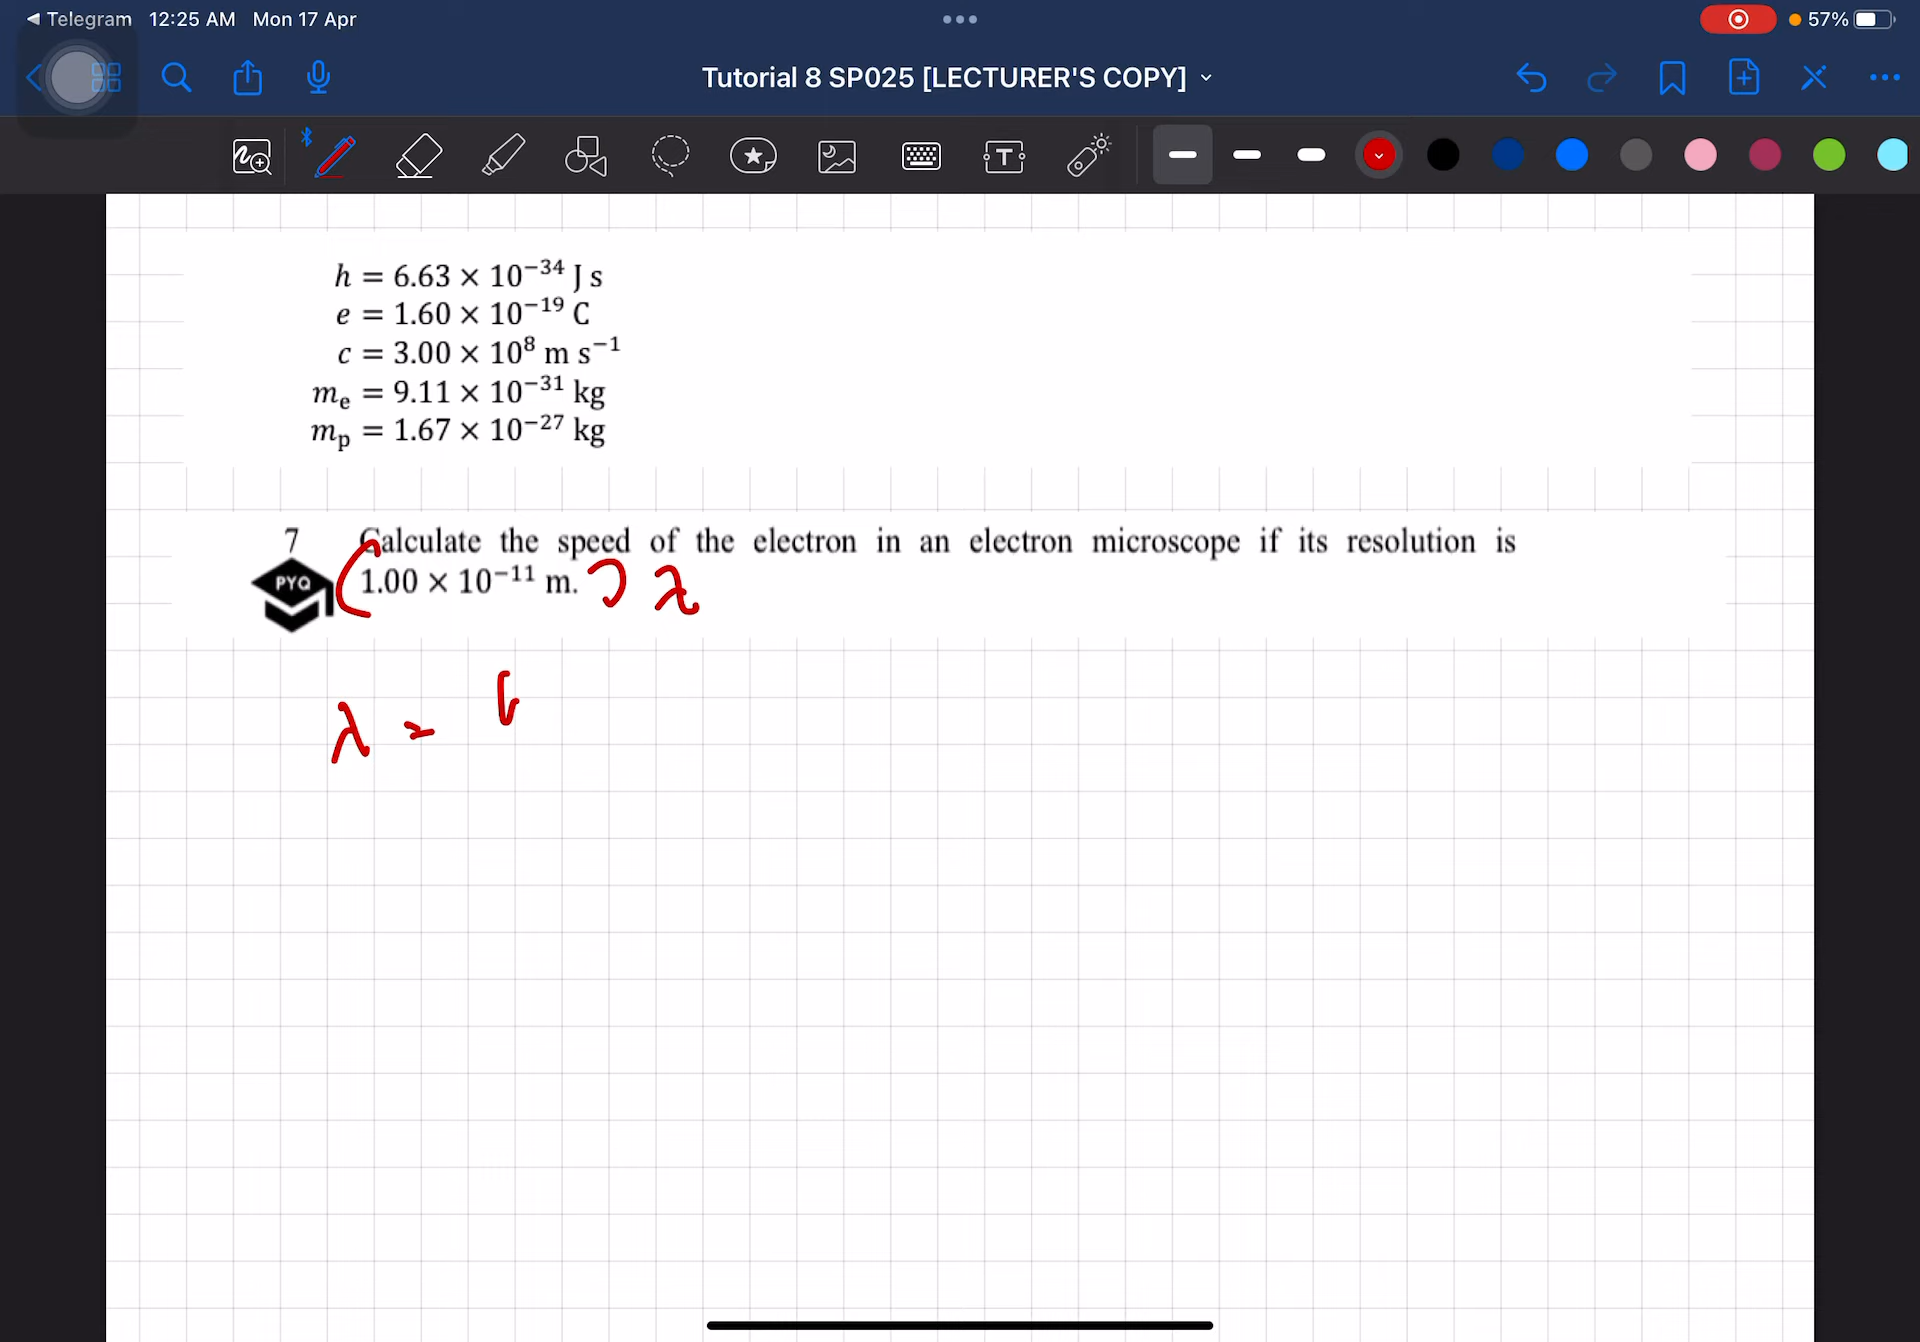 Telegram 12:25 AM Mon 17 Apr
57%
Tutorial 8 SP025 [LECTURER'S COPY]
h = 6.63 × 10⁻³⁴ J s
e = 1.60 × 10⁻¹⁹ C
c = 3.00 × 10⁸ m s⁻¹
mₑ = 9.11 × 10⁻³¹ kg
mₚ = 1.67 × 10⁻²⁷ kg
7 Calculate the speed of the electron in an electron microscope if its resolution is
PYQ (1.00 × 10⁻¹¹ m.) λ
λ =